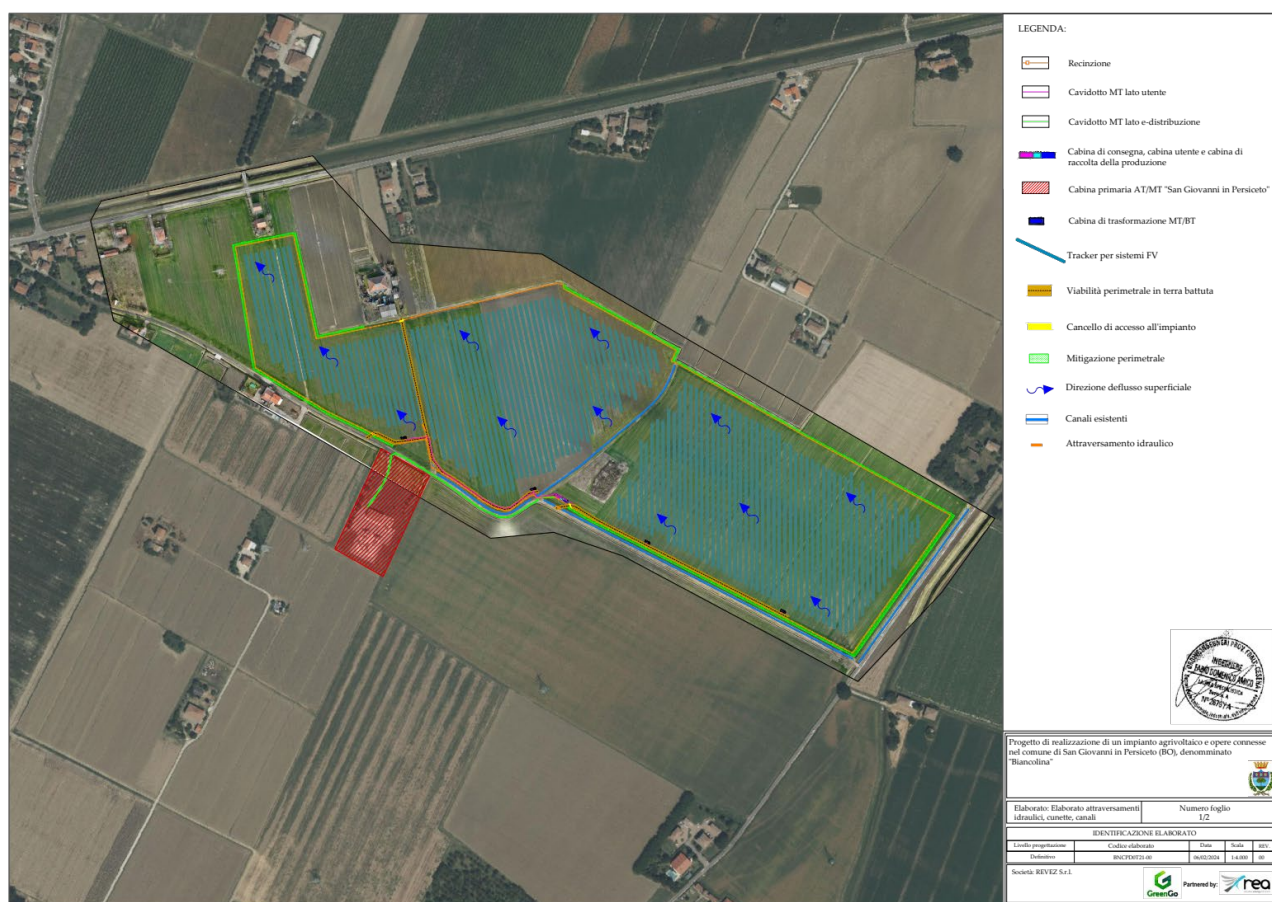 LEGENDA:
Recinzione
Cavidotto MT lato utente
Cavidotto MT lato e-distribuzione
Cabina di consegna, cabina utente e cabina di
raccolta della produzione
Cabina primaria AT/MT "San Giovanni in Persiceto"
Cabina di trasformazione MT/BT
Tracker per sistemi FV
Viabilità perimetrale in terra battuta
Cancello di accesso all'impianto
Mitigazione perimetrale
Direzione deflusso superficiale
Canali esistenti
Attraversamento idraulico
INGEGNERE
Progetto di realizzazione di un impianto agrivoltaico e opere connesse
nel comune di San Giovanni in Persiceto (BO), denominato
"Biancolina"
Elaborato: Elaborato attraversamenti
idraulici, cunette, canali
Numero foglio
1/2
IDENTIFICAZIONE ELABORATO
Livello progettazione Codice elaborato Data Scala REV.
Definitivo BNCPD0T21-00 06/02/2024 1:4.000 00
Società: REVEZ S.r.l.
GreenGo
Partnered by:
rea